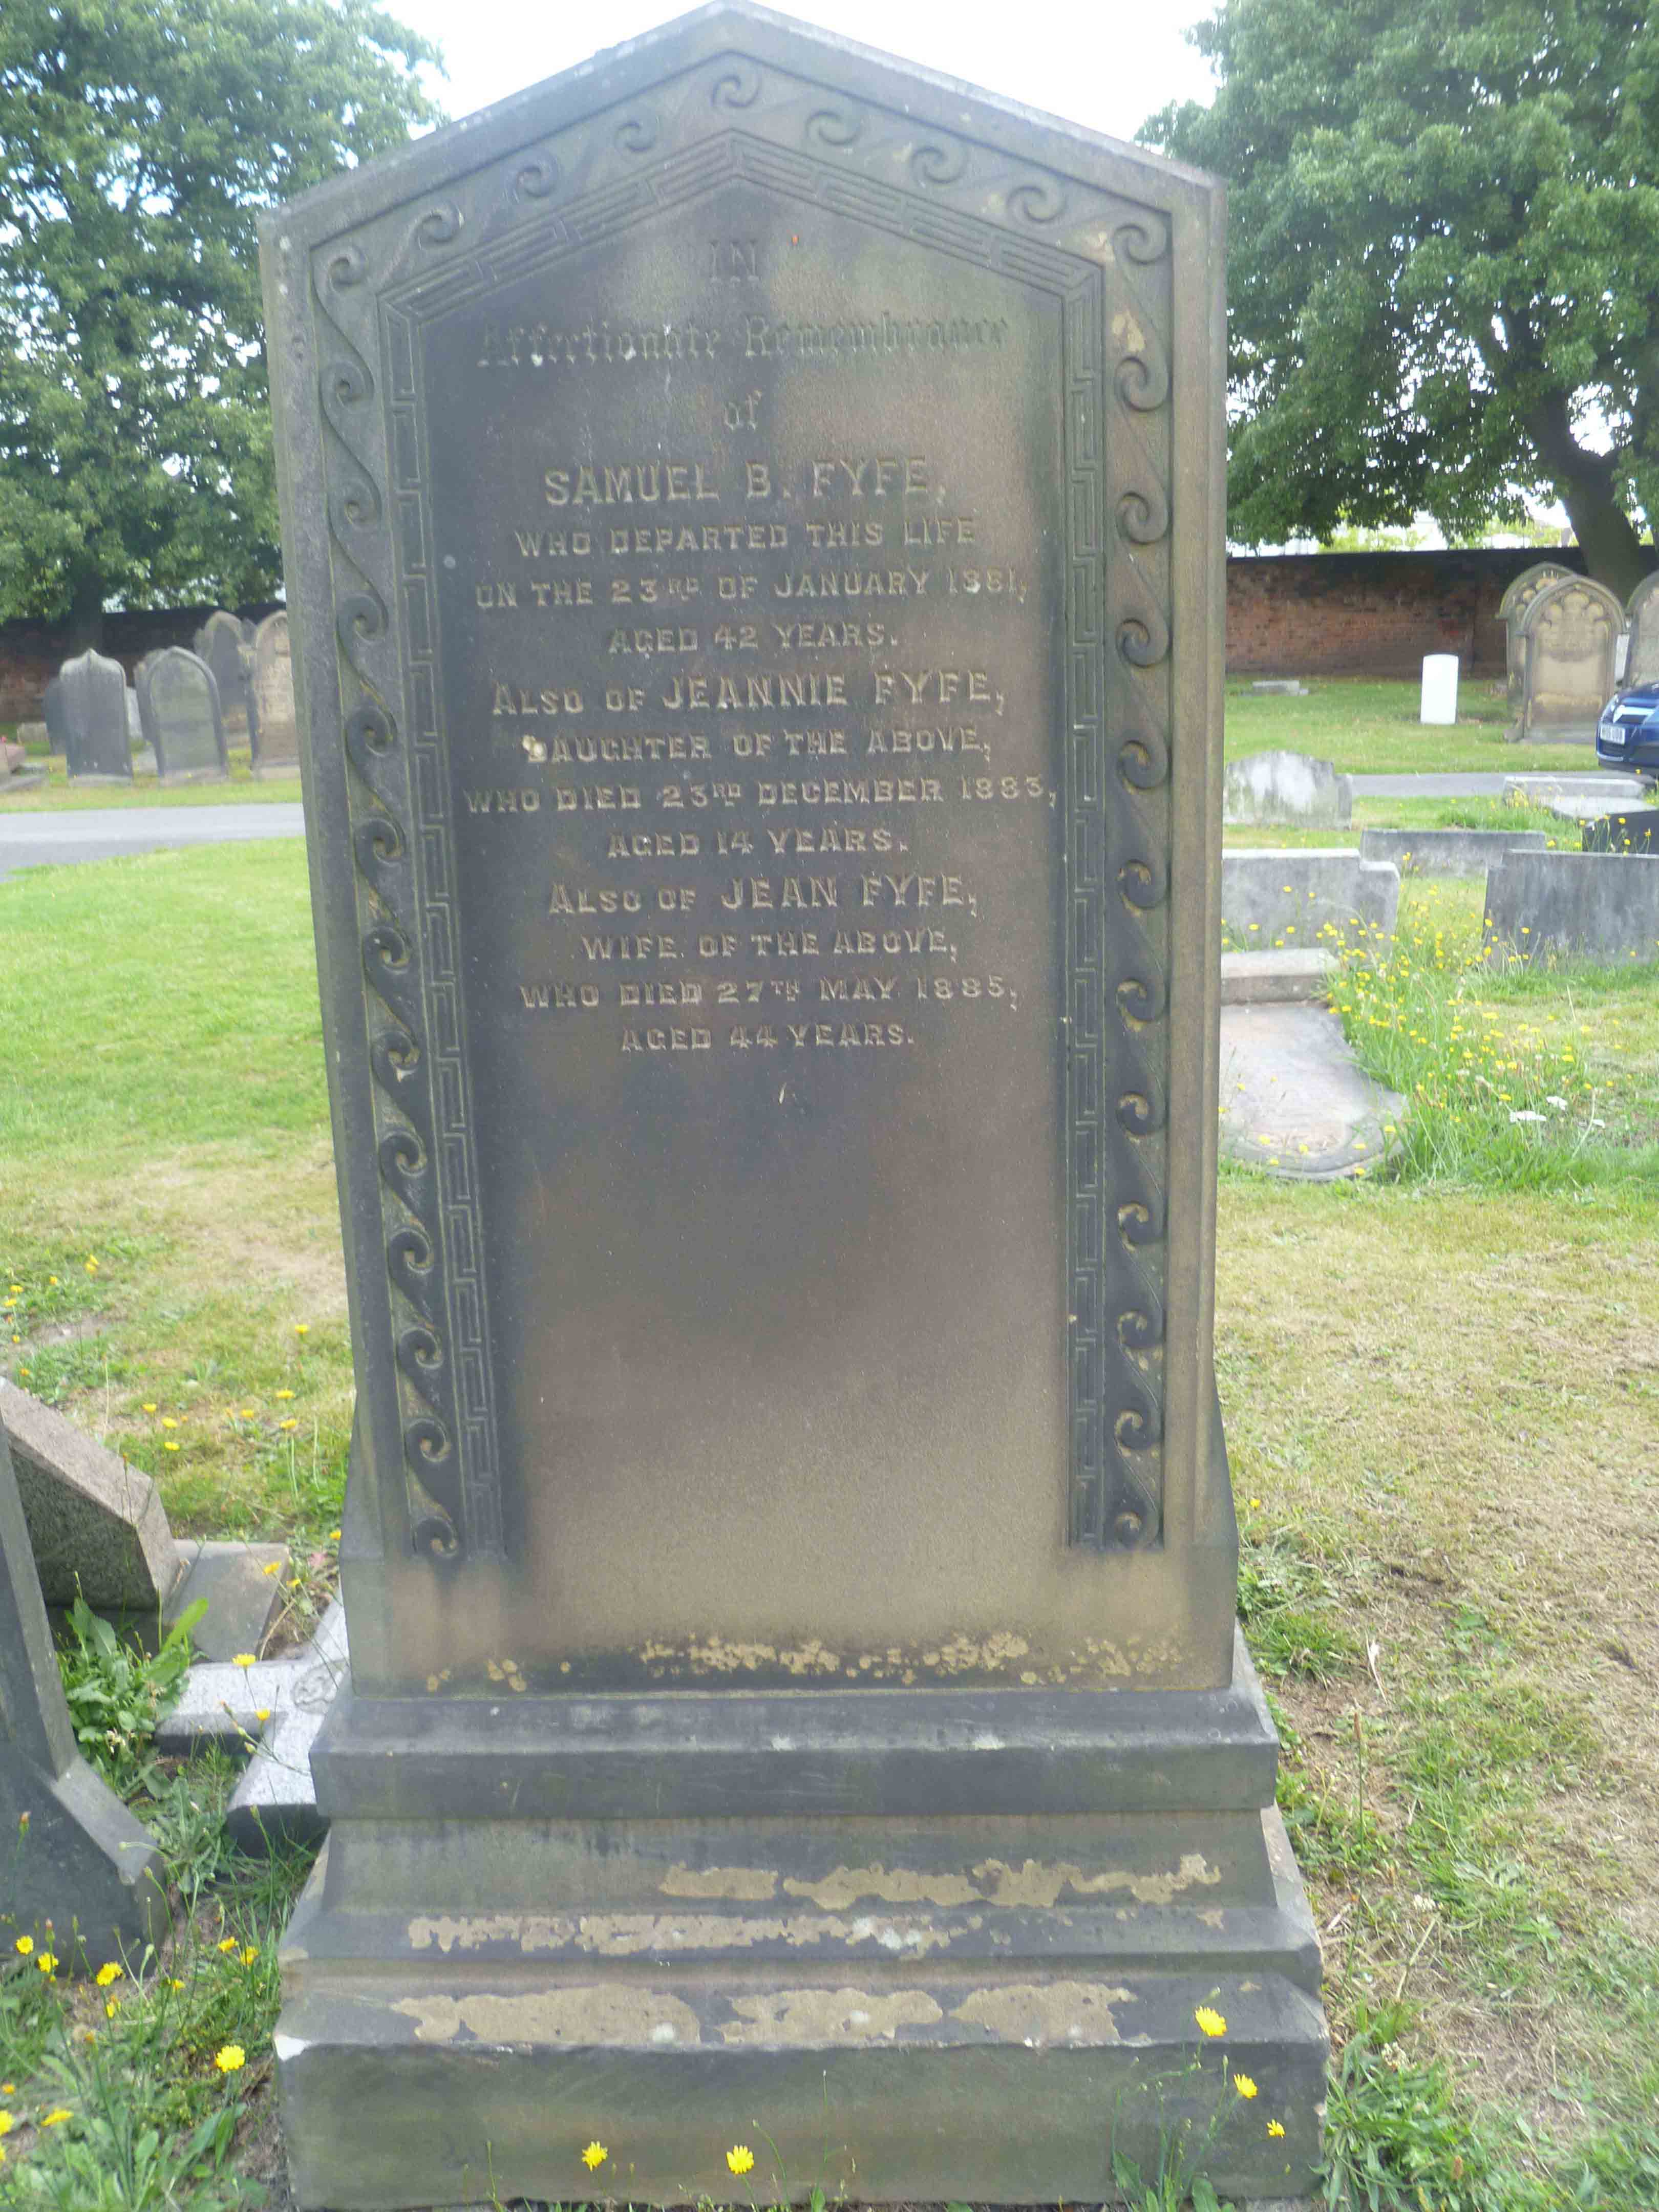 IN
Affectionate Remembrance
of
SAMUEL B. FYFE,
WHO DEPARTED THIS LIFE
ON THE 23RD OF JANUARY 1881,
AGED 42 YEARS.
ALSO OF JEANNIE FYFE,
DAUGHTER OF THE ABOVE,
WHO DIED 23RD DECEMBER 1883,
AGED 14 YEARS.
ALSO OF JEAN FYFE,
WIFE OF THE ABOVE,
WHO DIED 27TH MAY 1885,
AGED 44 YEARS.